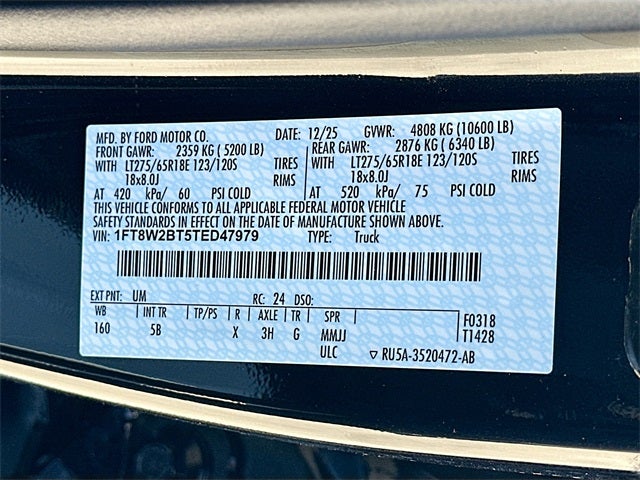 MFD. BY FORD MOTOR CO. DATE: 12/25 GVWR: 4808 KG (10600 LB)
FRONT GAWR: 2359 KG ( 5200 LB) REAR GAWR: 2876 KG ( 6340 LB)
WITH LT275/65R18E 123/120S TIRES WITH LT275/65R18E 123/120S TIRES
18x8.0J RIMS 18x8.0J RIMS
AT 420 kPa/ 60 PSI COLD AT 520 kPa/ 75 PSI COLD
THIS VEHICLE CONFORMS TO ALL APPLICABLE FEDERAL MOTOR VEHICLE
SAFETY STANDARDS IN EFFECT ON THE DATE OF MANUFACTURE SHOWN ABOVE.
VIN: 1FT8W2BT5TED47979 TYPE: Truck
EXT PNT: UM RC: 24 DSO:
WB INT TR TP/PS R AXLE TR SPR F0318
160 5B X 3H G MMJJ T1428
ULC RU5A-3520472-AB